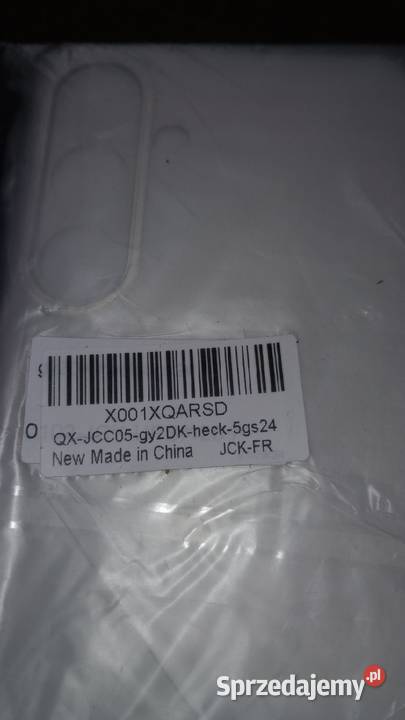 X001XQARSD
QX-JCC05-gy2DK-heck-5gs24
New Made in China JCK-FR
Sprzedajemy.pl